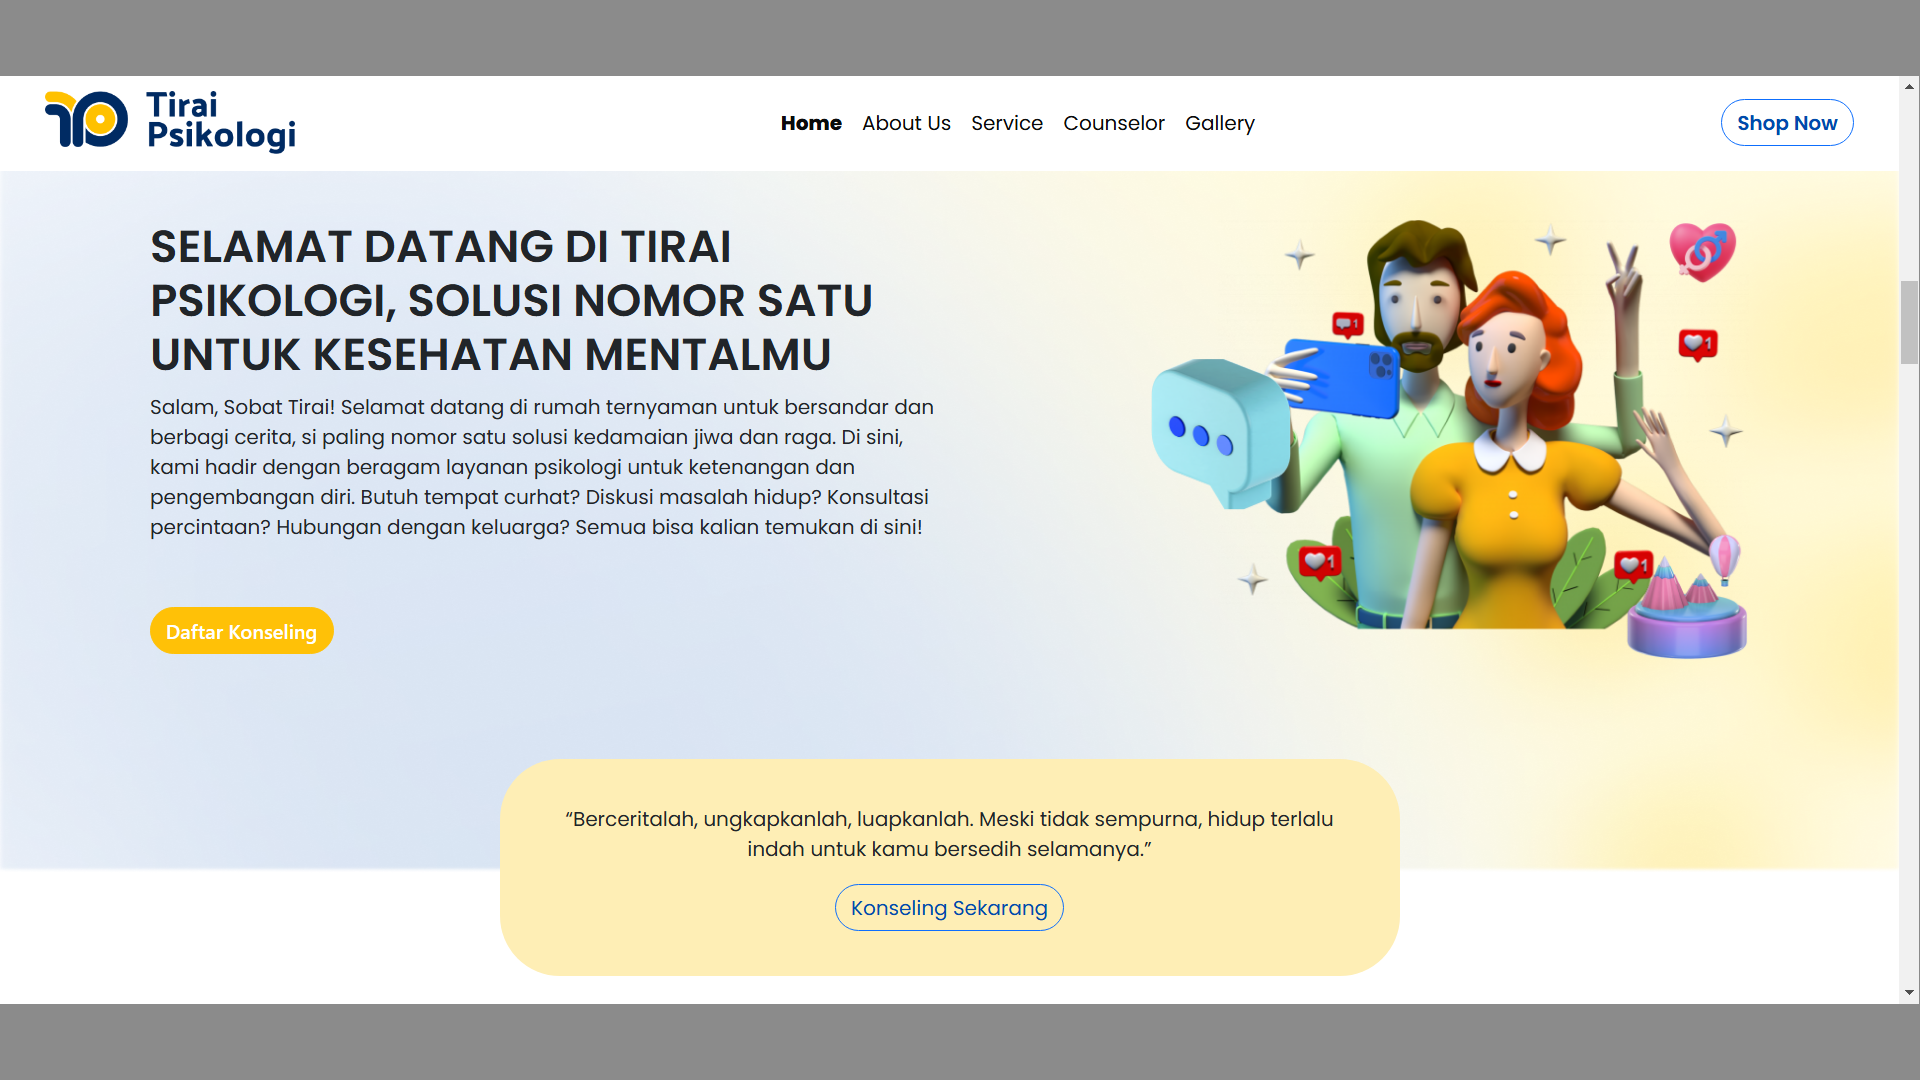 Tirai
Psikologi
Home About Us Service Counselor Gallery
Shop Now
SELAMAT DATANG DI TIRAI
PSIKOLOGI, SOLUSI NOMOR SATU
UNTUK KESEHATAN MENTALMU
Salam, Sobat Tirai! Selamat datang di rumah ternyaman untuk bersandar dan
berbagi cerita, si paling nomor satu solusi kedamaian jiwa dan raga. Di sini,
kami hadir dengan beragam layanan psikologi untuk ketenangan dan
pengembangan diri. Butuh tempat curhat? Diskusi masalah hidup? Konsultasi
percintaan? Hubungan dengan keluarga? Semua bisa kalian temukan di sini!
Daftar Konseling
1
1
1
1
“Berceritalah, ungkapkanlah, luapkanlah. Meski tidak sempurna, hidup terlalu
indah untuk kamu bersedih selamanya.”
Konseling Sekarang